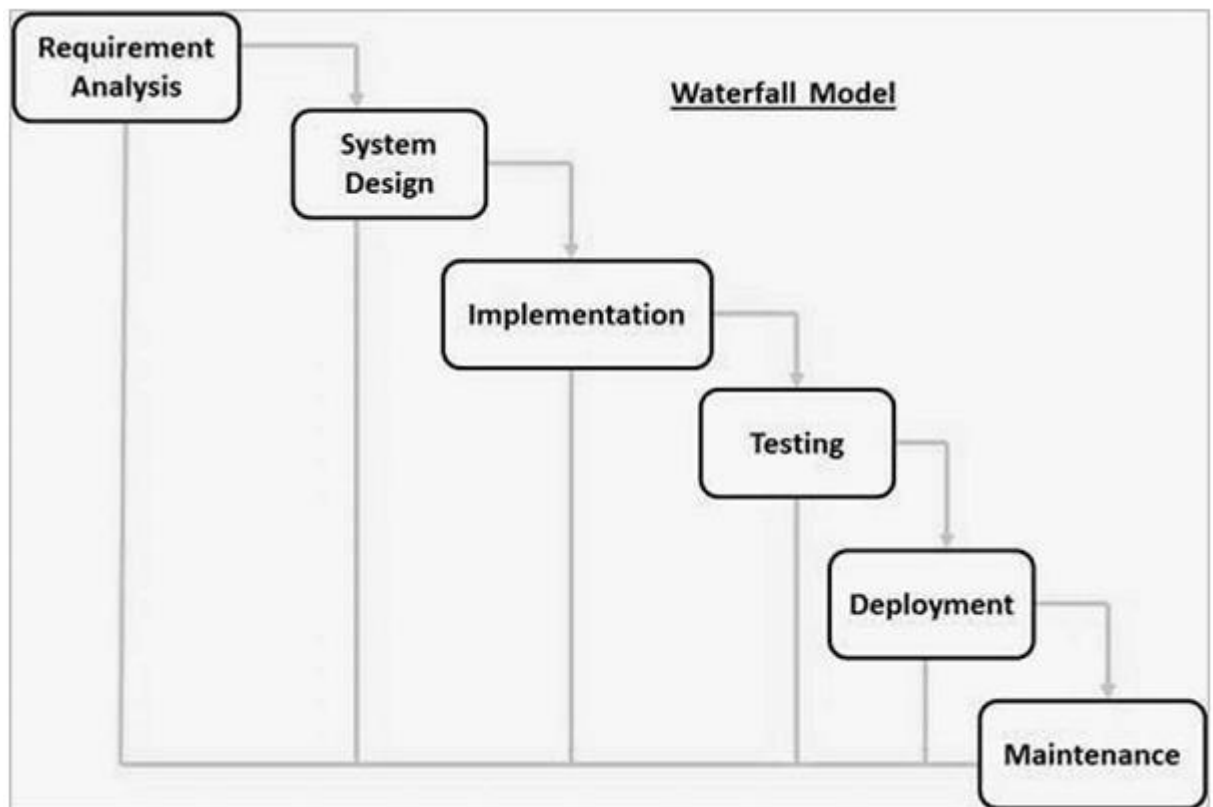 Requirement
Analysis
Waterfall Model
System
Design
Implementation
Testing
Deployment
Maintenance